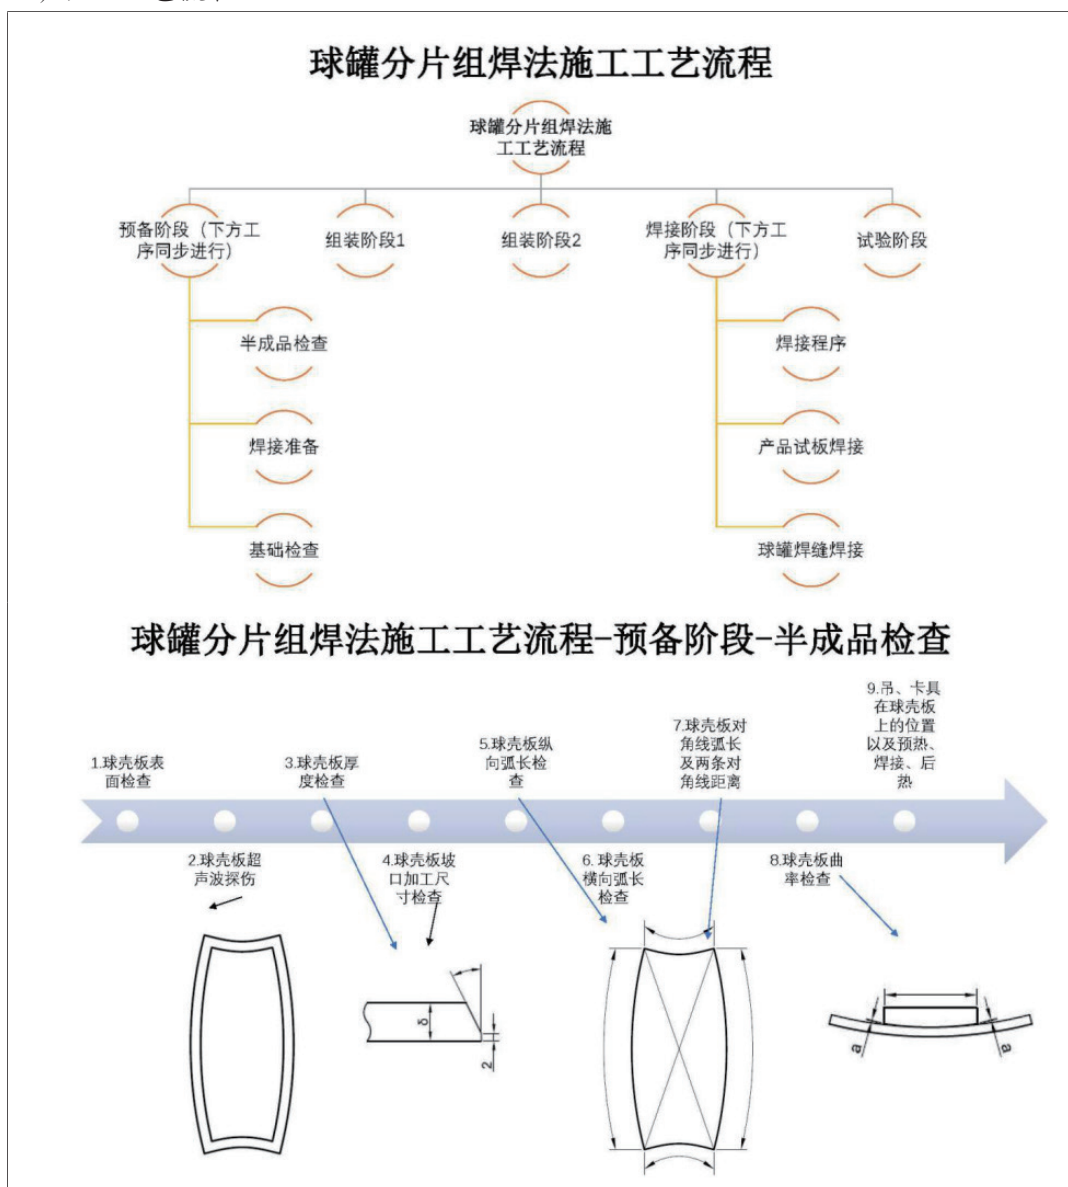 球罐分片组焊法施工工艺流程
球罐分片组焊法施
工工艺流程
预备阶段（下方工
序同步进行）
组装阶段1
组装阶段2
焊接阶段（下方工
序同步进行）
试验阶段
半成品检查
焊接准备
基础检查
焊接程序
产品试板焊接
球罐焊缝焊接
球罐分片组焊法施工工艺流程-预备阶段-半成品检查
1.球壳板表
面检查
2.球壳板超
声波探伤
3.球壳板厚
度检查
4.球壳板坡
口加工尺
寸检查
5.球壳板纵
向弧长检
查
6. 球壳板
横向弧长
检查
7.球壳板对
角线弧长
及两条对
角线距离
8.球壳板曲
率检查
9.吊、卡具
在球壳板
上的位置
以及预热、
焊接、后
热
δ
2
a
a